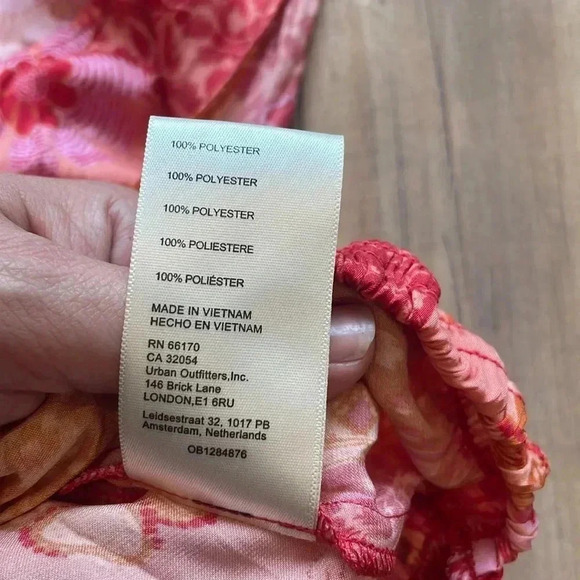 100% POLYESTER
100% POLYESTER
100% POLYESTER
100% POLIESTERE
100% POLIÉSTER
MADE IN VIETNAM
HECHO EN VIETNAM
RN 66170
CA 32054
Urban Outfitters,Inc.
146 Brick Lane
LONDON,E1 6RU
Leidsestraat 32, 1017 PB
Amsterdam, Netherlands
OB1284876